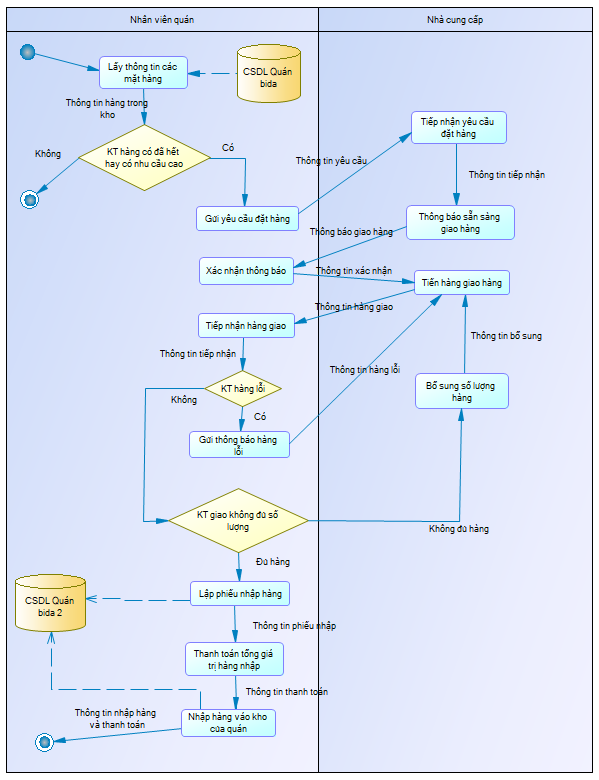 Nhân viên quán
Nhà cung cấp
Lấy thông tin các
mặt hàng
CSDL Quán
bida
Thông tin hàng trong
kho
KT hàng có đã hết
hay có nhu cầu cao
Không
Có
Gửi yêu cầu đặt hàng
Thông tin yêu cầu
Tiếp nhận yêu cầu
đặt hàng
Thông tin tiếp nhận
Thông báo sẵn sàng
giao hàng
Thông báo giao hàng
Xác nhận thông báo
Thông tin xác nhận
Tiến hàng giao hàng
Thông tin hàng giao
Tiếp nhận hàng giao
Thông tin tiếp nhận
Thông tin bổ sung
KT hàng lỗi
Thông tin hàng lỗi
Không
Có
Bổ sung số lượng
hàng
Gửi thông báo hàng
lỗi
KT giao không đủ số
lượng
Không đủ hàng
Đủ hàng
Lập phiếu nhập hàng
CSDL Quán
bida 2
Thông tin phiếu nhập
Thanh toán tổng giá
trị hàng nhập
Thông tin thanh toán
Thông tin nhập hàng
và thanh toán
Nhập hàng vào kho
của quán